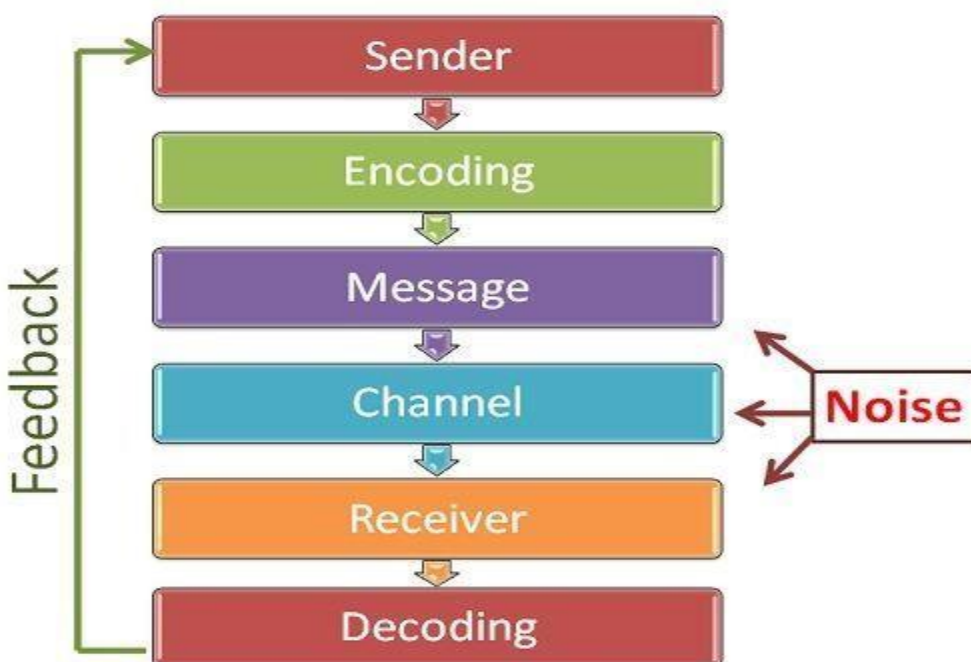 Sender
Encoding
Message
Channel
Noise
Receiver
Decoding
Feedback